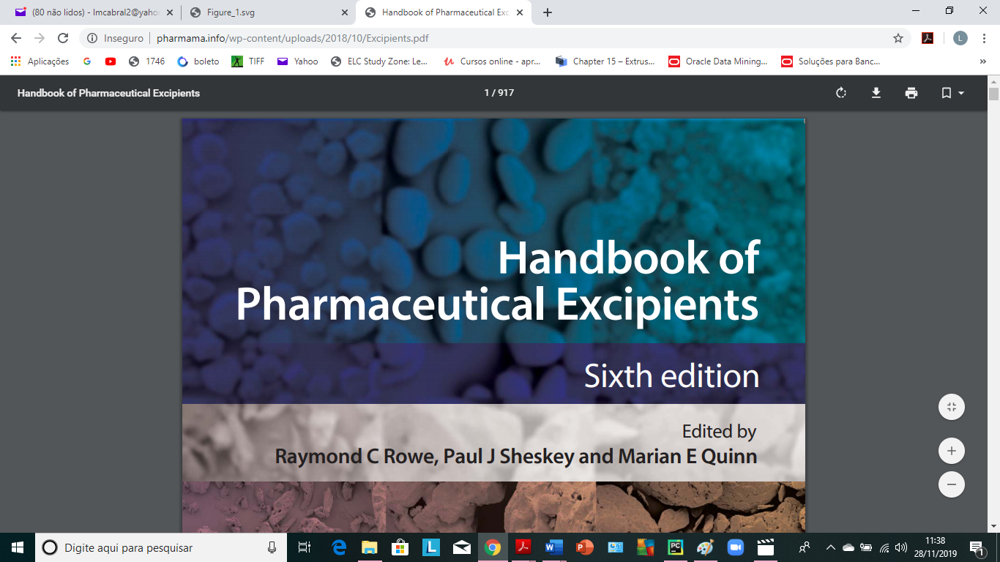 (80 não lidos) - lmcabral2@yaho
Figure_1.svg
Handbook of Pharmaceutical Exc
Inseguro
pharmama.info/wp-content/uploads/2018/10/Excipients.pdf
L
Aplicações
G
1746
boleto
TIFF
Yahoo
ELC Study Zone: Le...
Cursos online - apr...
Chapter 15 – Extrus...
Oracle Data Mining...
Soluções para Banc...
»
Handbook of Pharmaceutical Excipients
1 / 917
Handbook of
Pharmaceutical Excipients
Sixth edition
Edited by
Raymond C Rowe, Paul J Sheskey and Marian E Quinn
Digite aqui para pesquisar
L
W
P
PC
11:38
28/11/2019
1